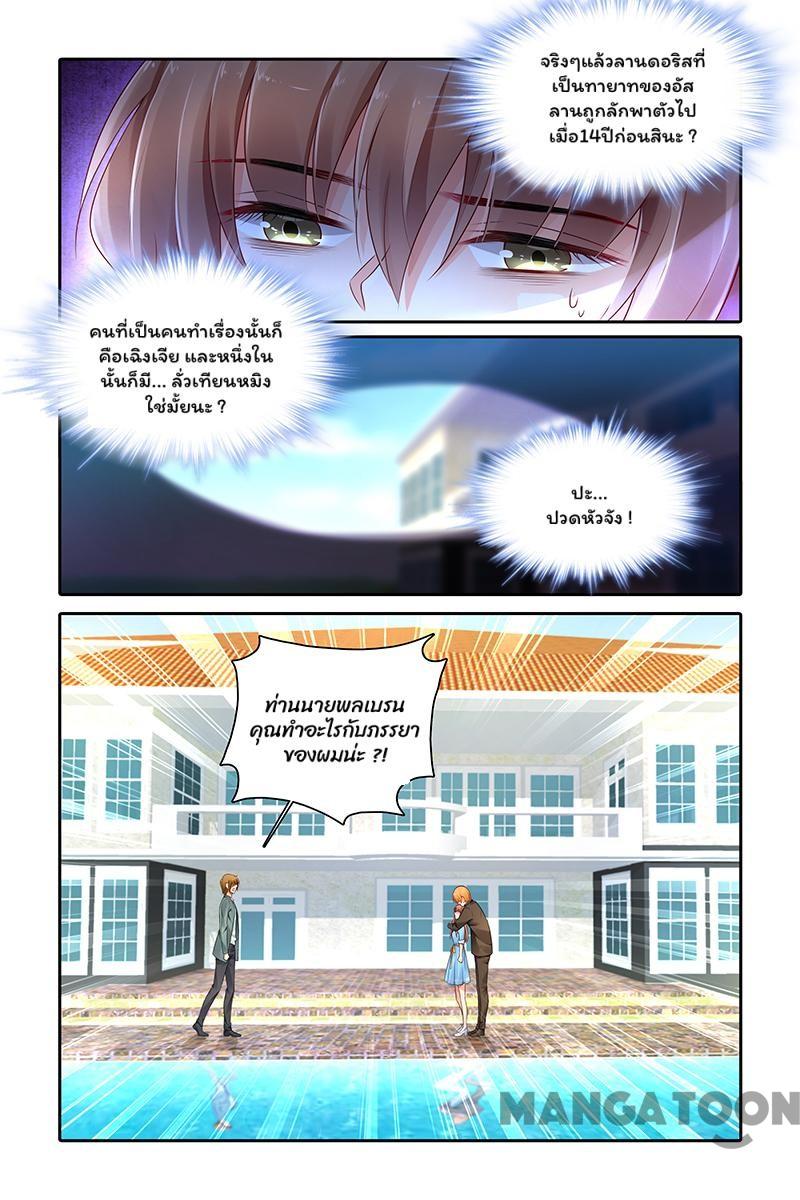 จริงๆแล้วลานดอริสที่
เป็นทายาทของอัส
ลานถูกลักพาตัวไป
เมื่อ14ปีก่อนสินะ ?
คนที่เป็นคนทำเรื่องนั้นก็
คือเฉิงเจีย และหนึ่งใน
นั้นก็มี... ลั่วเทียนหมิง
ใช่มั้ยนะ ?
ปะ...
ปวดหัวจัง !
ท่านนายพลเบรน
คุณทำอะไรกับภรรยา
ของผมน่ะ ?!
MANGATOON